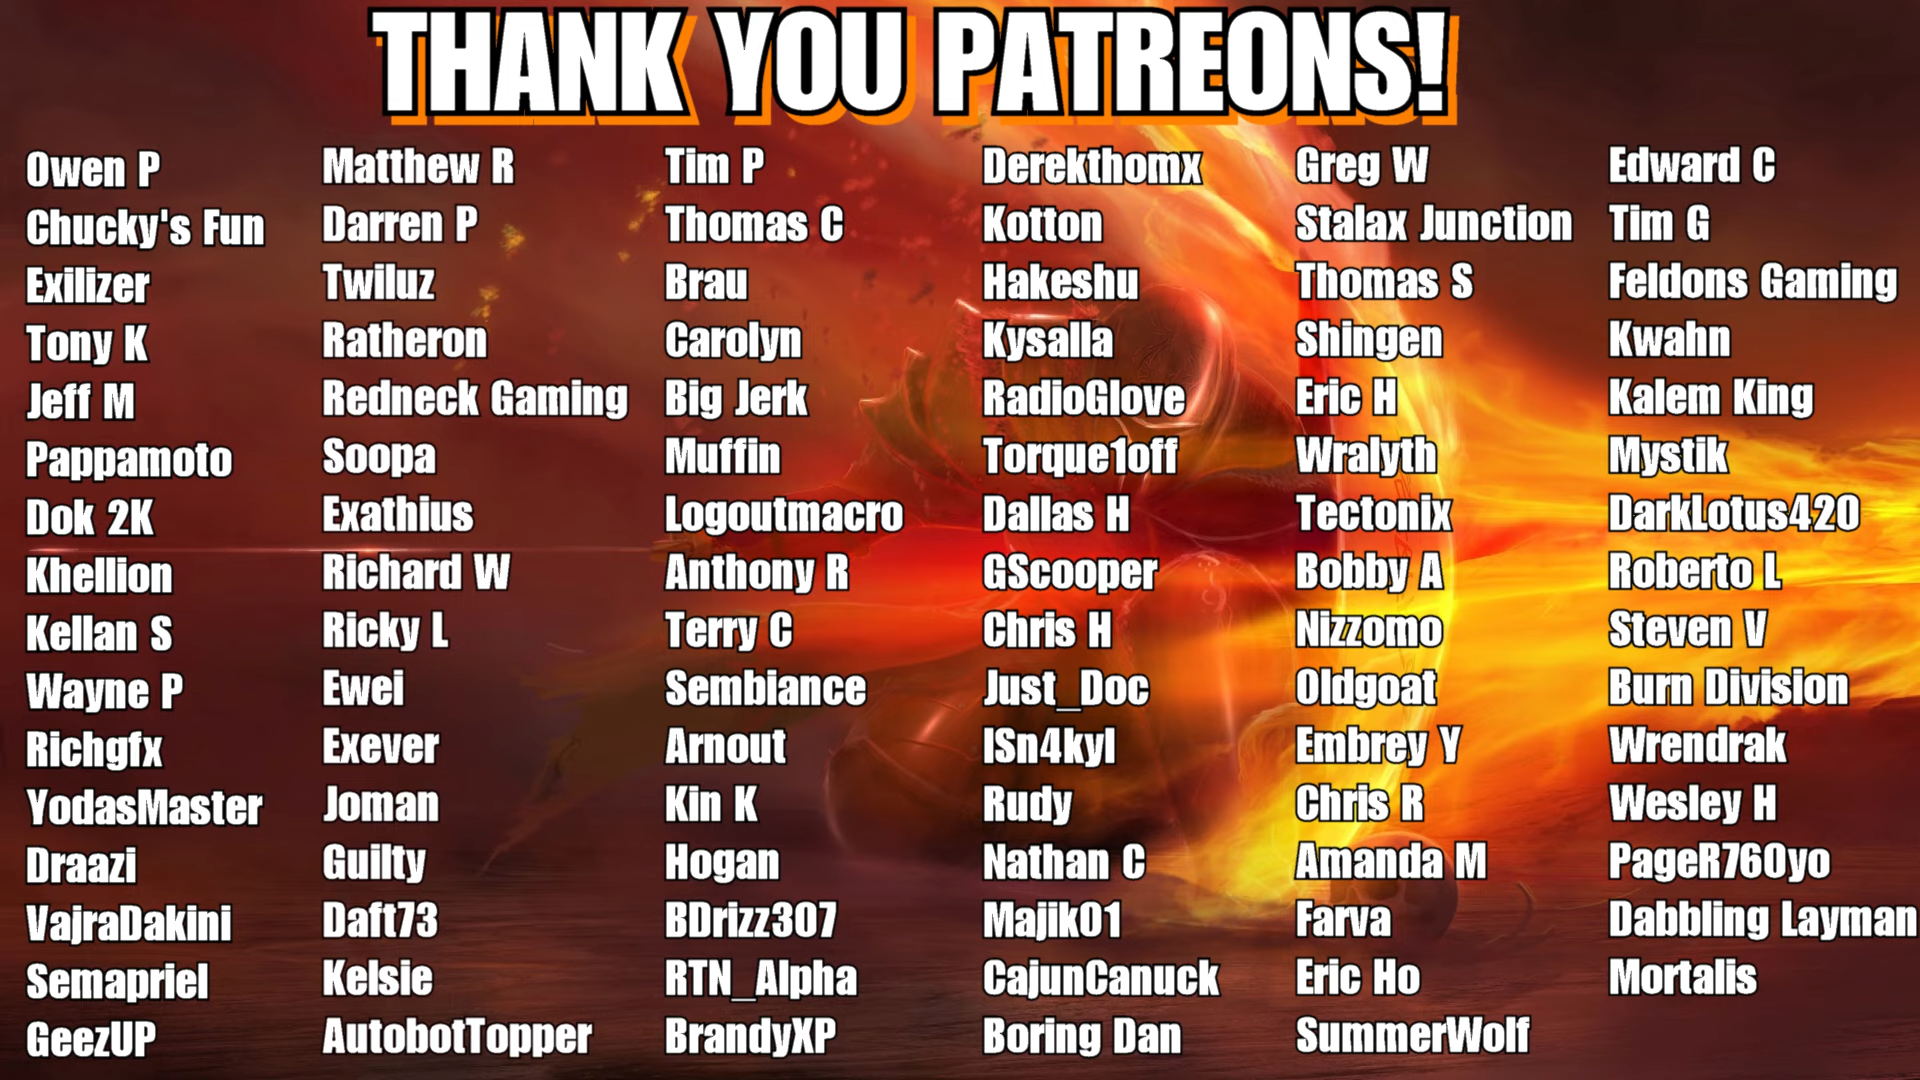 THANK YOU PATREONS!
Owen P
Chucky's Fun
Exilizer
Tony K
Jeff M
Pappamoto
Dok 2K
Khellion
Kellan S
Wayne P
Richgfx
YodasMaster
Draazi
VajraDakini
Semapriel
GeezUP
Matthew R
Darren P
Twiluz
Ratheron
Redneck Gaming
Soopa
Exathius
Richard W
Ricky L
Ewei
Exever
Joman
Guilty
Daft73
Kelsie
AutobotTopper
Tim P
Thomas C
Brau
Carolyn
Big Jerk
Muffin
Logoutmacro
Anthony R
Terry C
Sembiance
Arnout
Kin K
Hogan
BDrizz307
RTN_Alpha
BrandyXP
Derekthomx
Kotton
Hakeshu
Kysalla
RadioGlove
Torque1off
Dallas H
GScooper
Chris H
Just_Doc
ISn4kyI
Rudy
Nathan C
Majik01
CajunCanuck
Boring Dan
Greg W
Stalax Junction
Thomas S
Shingen
Eric H
Wralyth
Tectonix
Bobby A
Nizzomo
Oldgoat
Embrey Y
Chris R
Amanda M
Farva
Eric Ho
SummerWolf
Edward C
Tim G
Feldons Gaming
Kwahn
Kalem King
Mystik
DarkLotus420
Roberto L
Steven V
Burn Division
Wrendrak
Wesley H
PageR760yo
Dabbling Layman
Mortalis